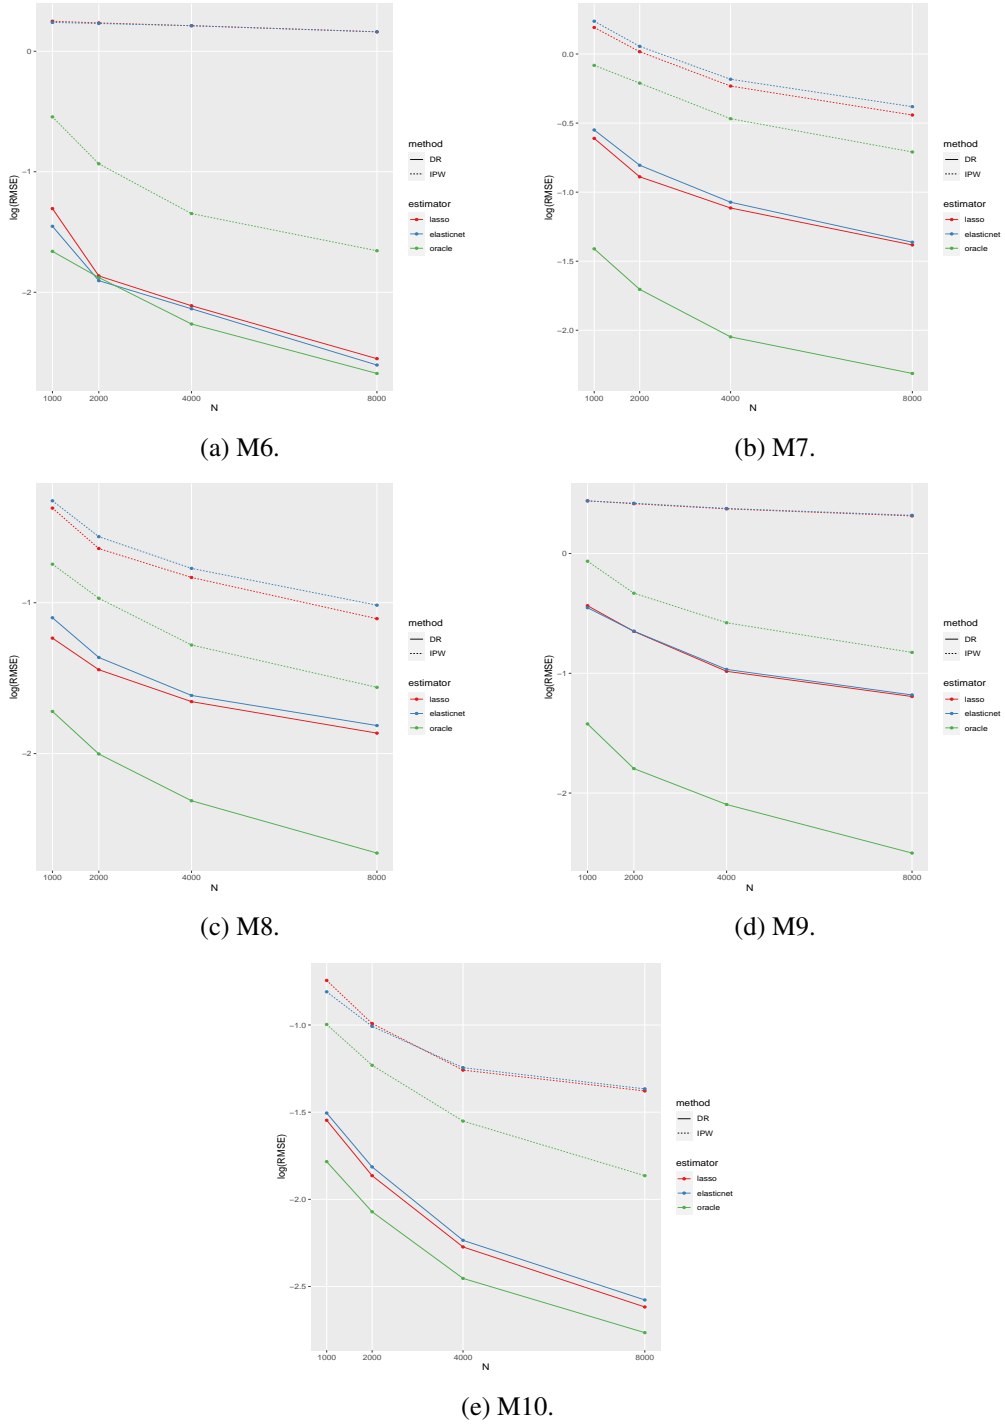 0
−1
−2
log(RMSE)
1000
2000
4000
8000
N
method
DR
IPW
estimator
lasso
elasticnet
oracle
(a) M6.
0.0
−0.5
−1.0
−1.5
−2.0
log(RMSE)
1000
2000
4000
8000
N
method
DR
IPW
estimator
lasso
elasticnet
oracle
(b) M7.
−1
−2
log(RMSE)
1000
2000
4000
8000
N
method
DR
IPW
estimator
lasso
elasticnet
oracle
(c) M8.
0
−1
−2
log(RMSE)
1000
2000
4000
8000
N
method
DR
IPW
estimator
lasso
elasticnet
oracle
(d) M9.
−1.0
−1.5
−2.0
−2.5
log(RMSE)
1000
2000
4000
8000
N
method
DR
IPW
estimator
lasso
elasticnet
oracle
(e) M10.